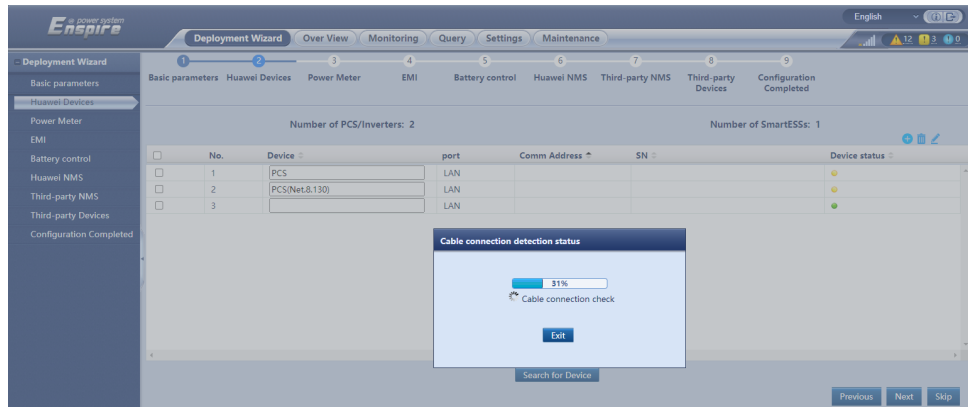 Enspire power system
English
Deployment Wizard Over View Monitoring Query Settings Maintenance
12 3 0
Deployment Wizard
Basic parameters
Huawei Devices
Power Meter
EMI
Battery control
Huawei NMS
Third-party NMS
Third-party Devices
Configuration Completed
1 2 3 4 5 6 7 8 9
Basic parameters Huawei Devices Power Meter EMI Battery control Huawei NMS Third-party NMS Third-party Devices Configuration Completed
Number of PCS/Inverters: 2 Number of SmartESSs: 1
No. Device port Comm Address SN Device status
1 PCS LAN
2 PCS(Net.8.130) LAN
3 LAN
Cable connection detection status
31%
Cable connection check
Exit
Search for Device
Previous Next Skip